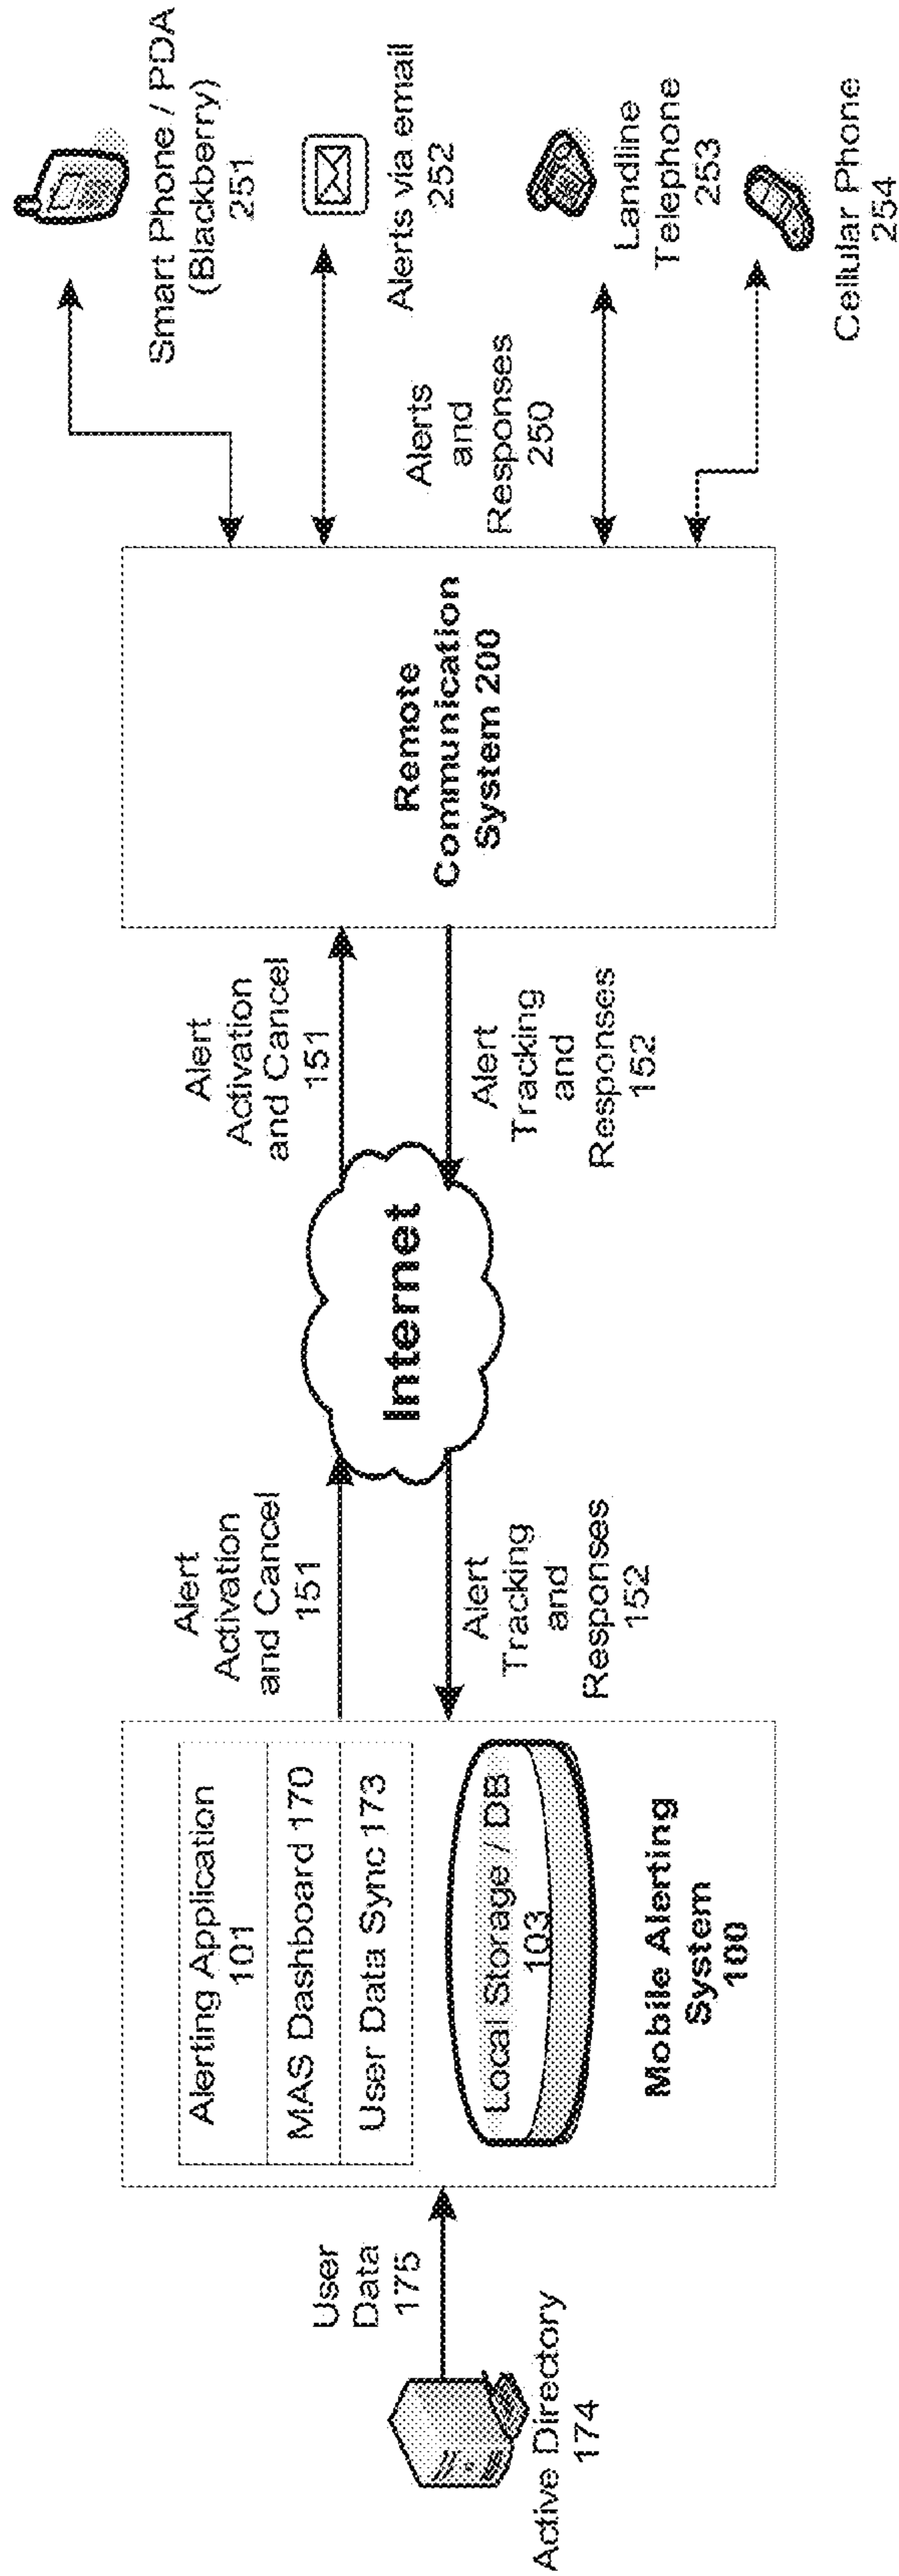 Active Directory
174
User
Data
175
Alerting Application
101
MAS Dashboard 170
User Data Sync 173
Local Storage / DB
103
Mobile Alerting
System
100
Alert
Activation
and Cancel
151
Alert
Tracking
and
Responses
152
Internet
Alert
Activation
and Cancel
151
Alert
Tracking
and
Responses
152
Remote
Communication
System 200
Alerts
and
Responses
250
Smart Phone / PDA
(Blackberry)
251
Alerts via email
252
Landline
Telephone
253
Cellular Phone
254